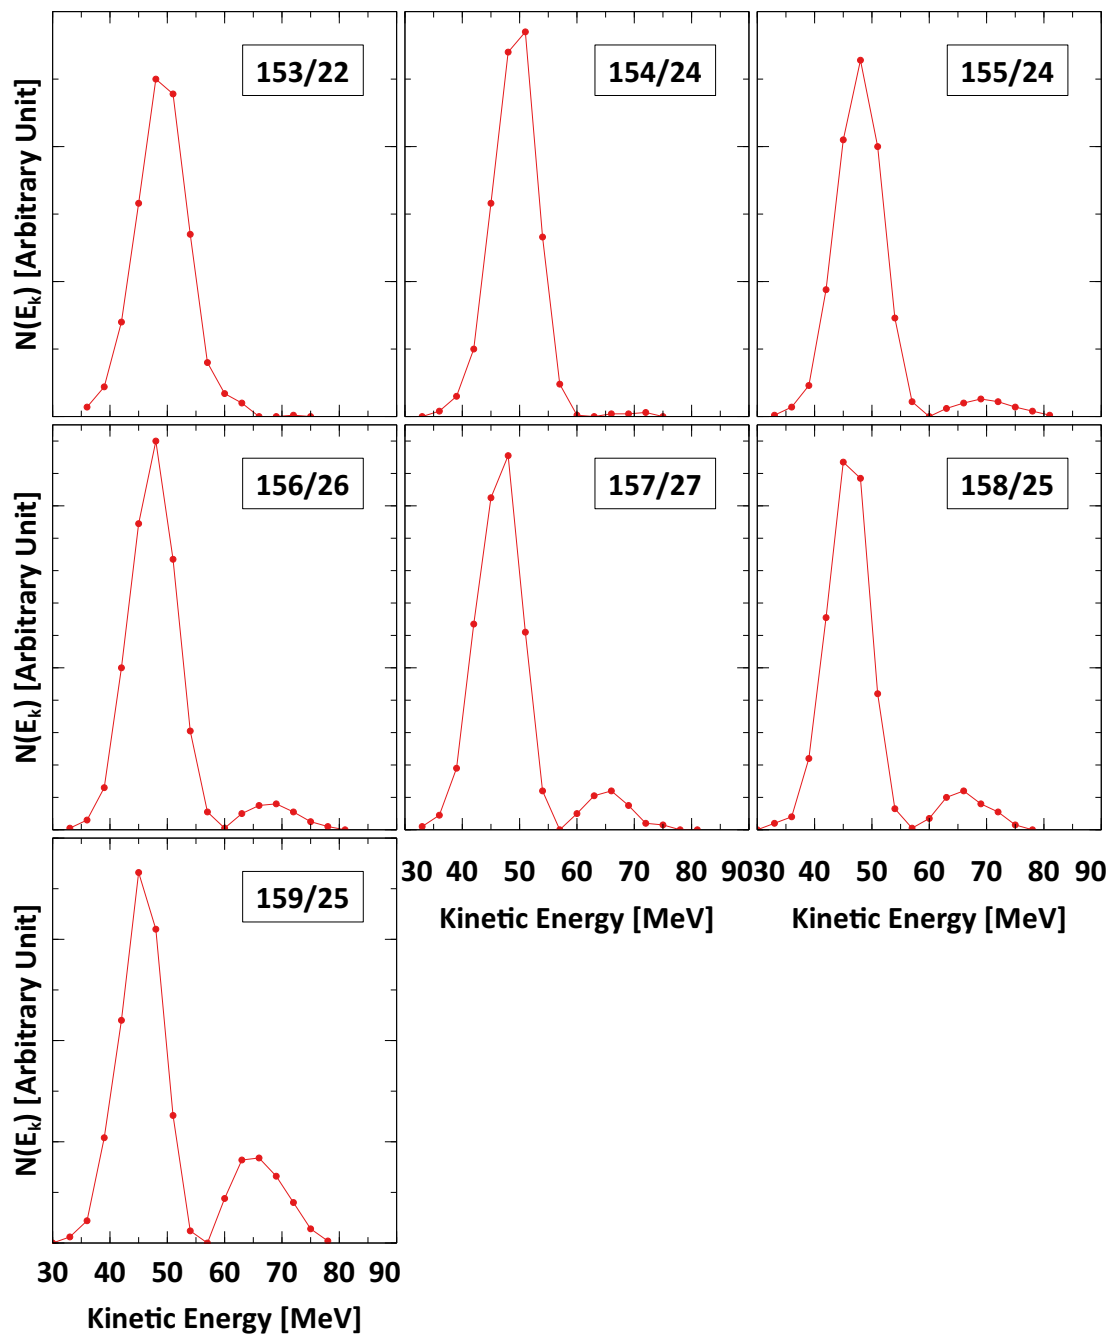 153/22
154/24
155/24
N(Ek) [Arbitrary Unit]
156/26
157/27
158/25
N(Ek) [Arbitrary Unit]
30 40 50 60 70 80 90 30 40 50 60 70 80 90
Kinetic Energy [MeV]
Kinetic Energy [MeV]
159/25
N(Ek) [Arbitrary Unit]
30 40 50 60 70 80 90
Kinetic Energy [MeV]